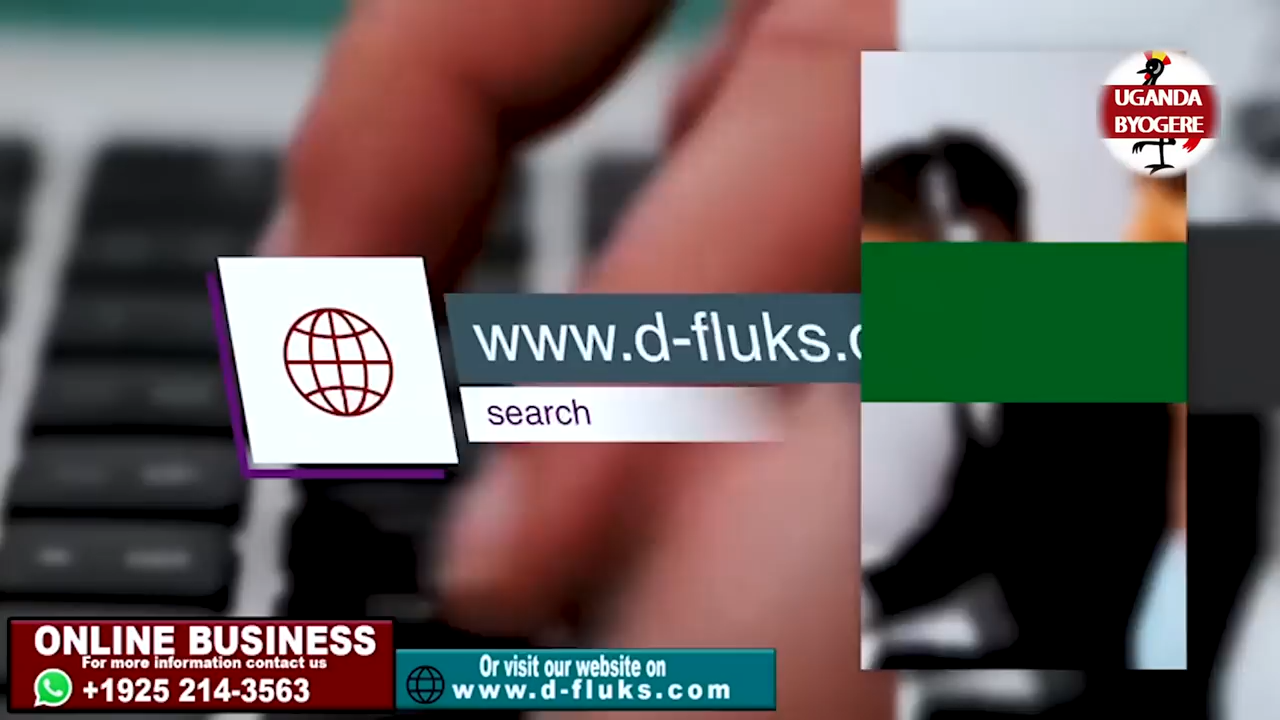 UGANDA
BYOGERE
www.d-fluks.c
search
ONLINE BUSINESS
For more information contact us
+1925 214-3563
Or visit our website on
www.d-fluks.com